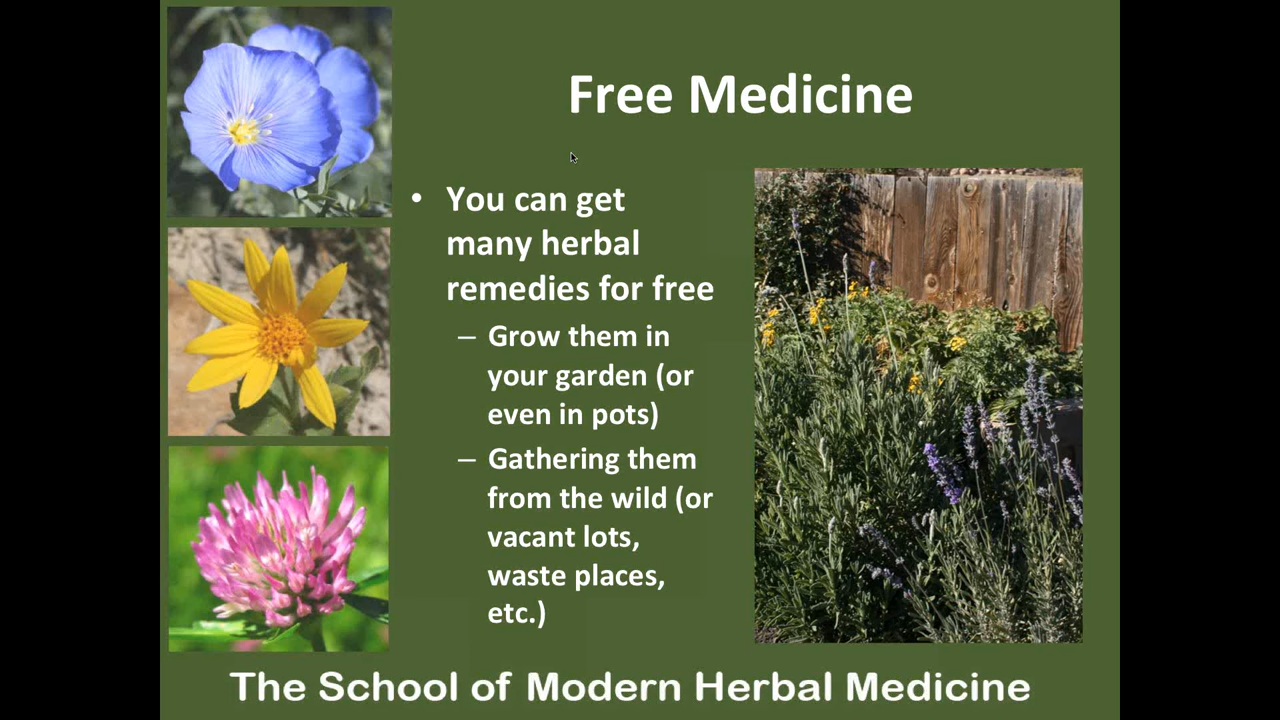 Free Medicine
• You can get
many herbal
remedies for free
– Grow them in
your garden (or
even in pots)
– Gathering them
from the wild (or
vacant lots,
waste places,
etc.)
The School of Modern Herbal Medicine